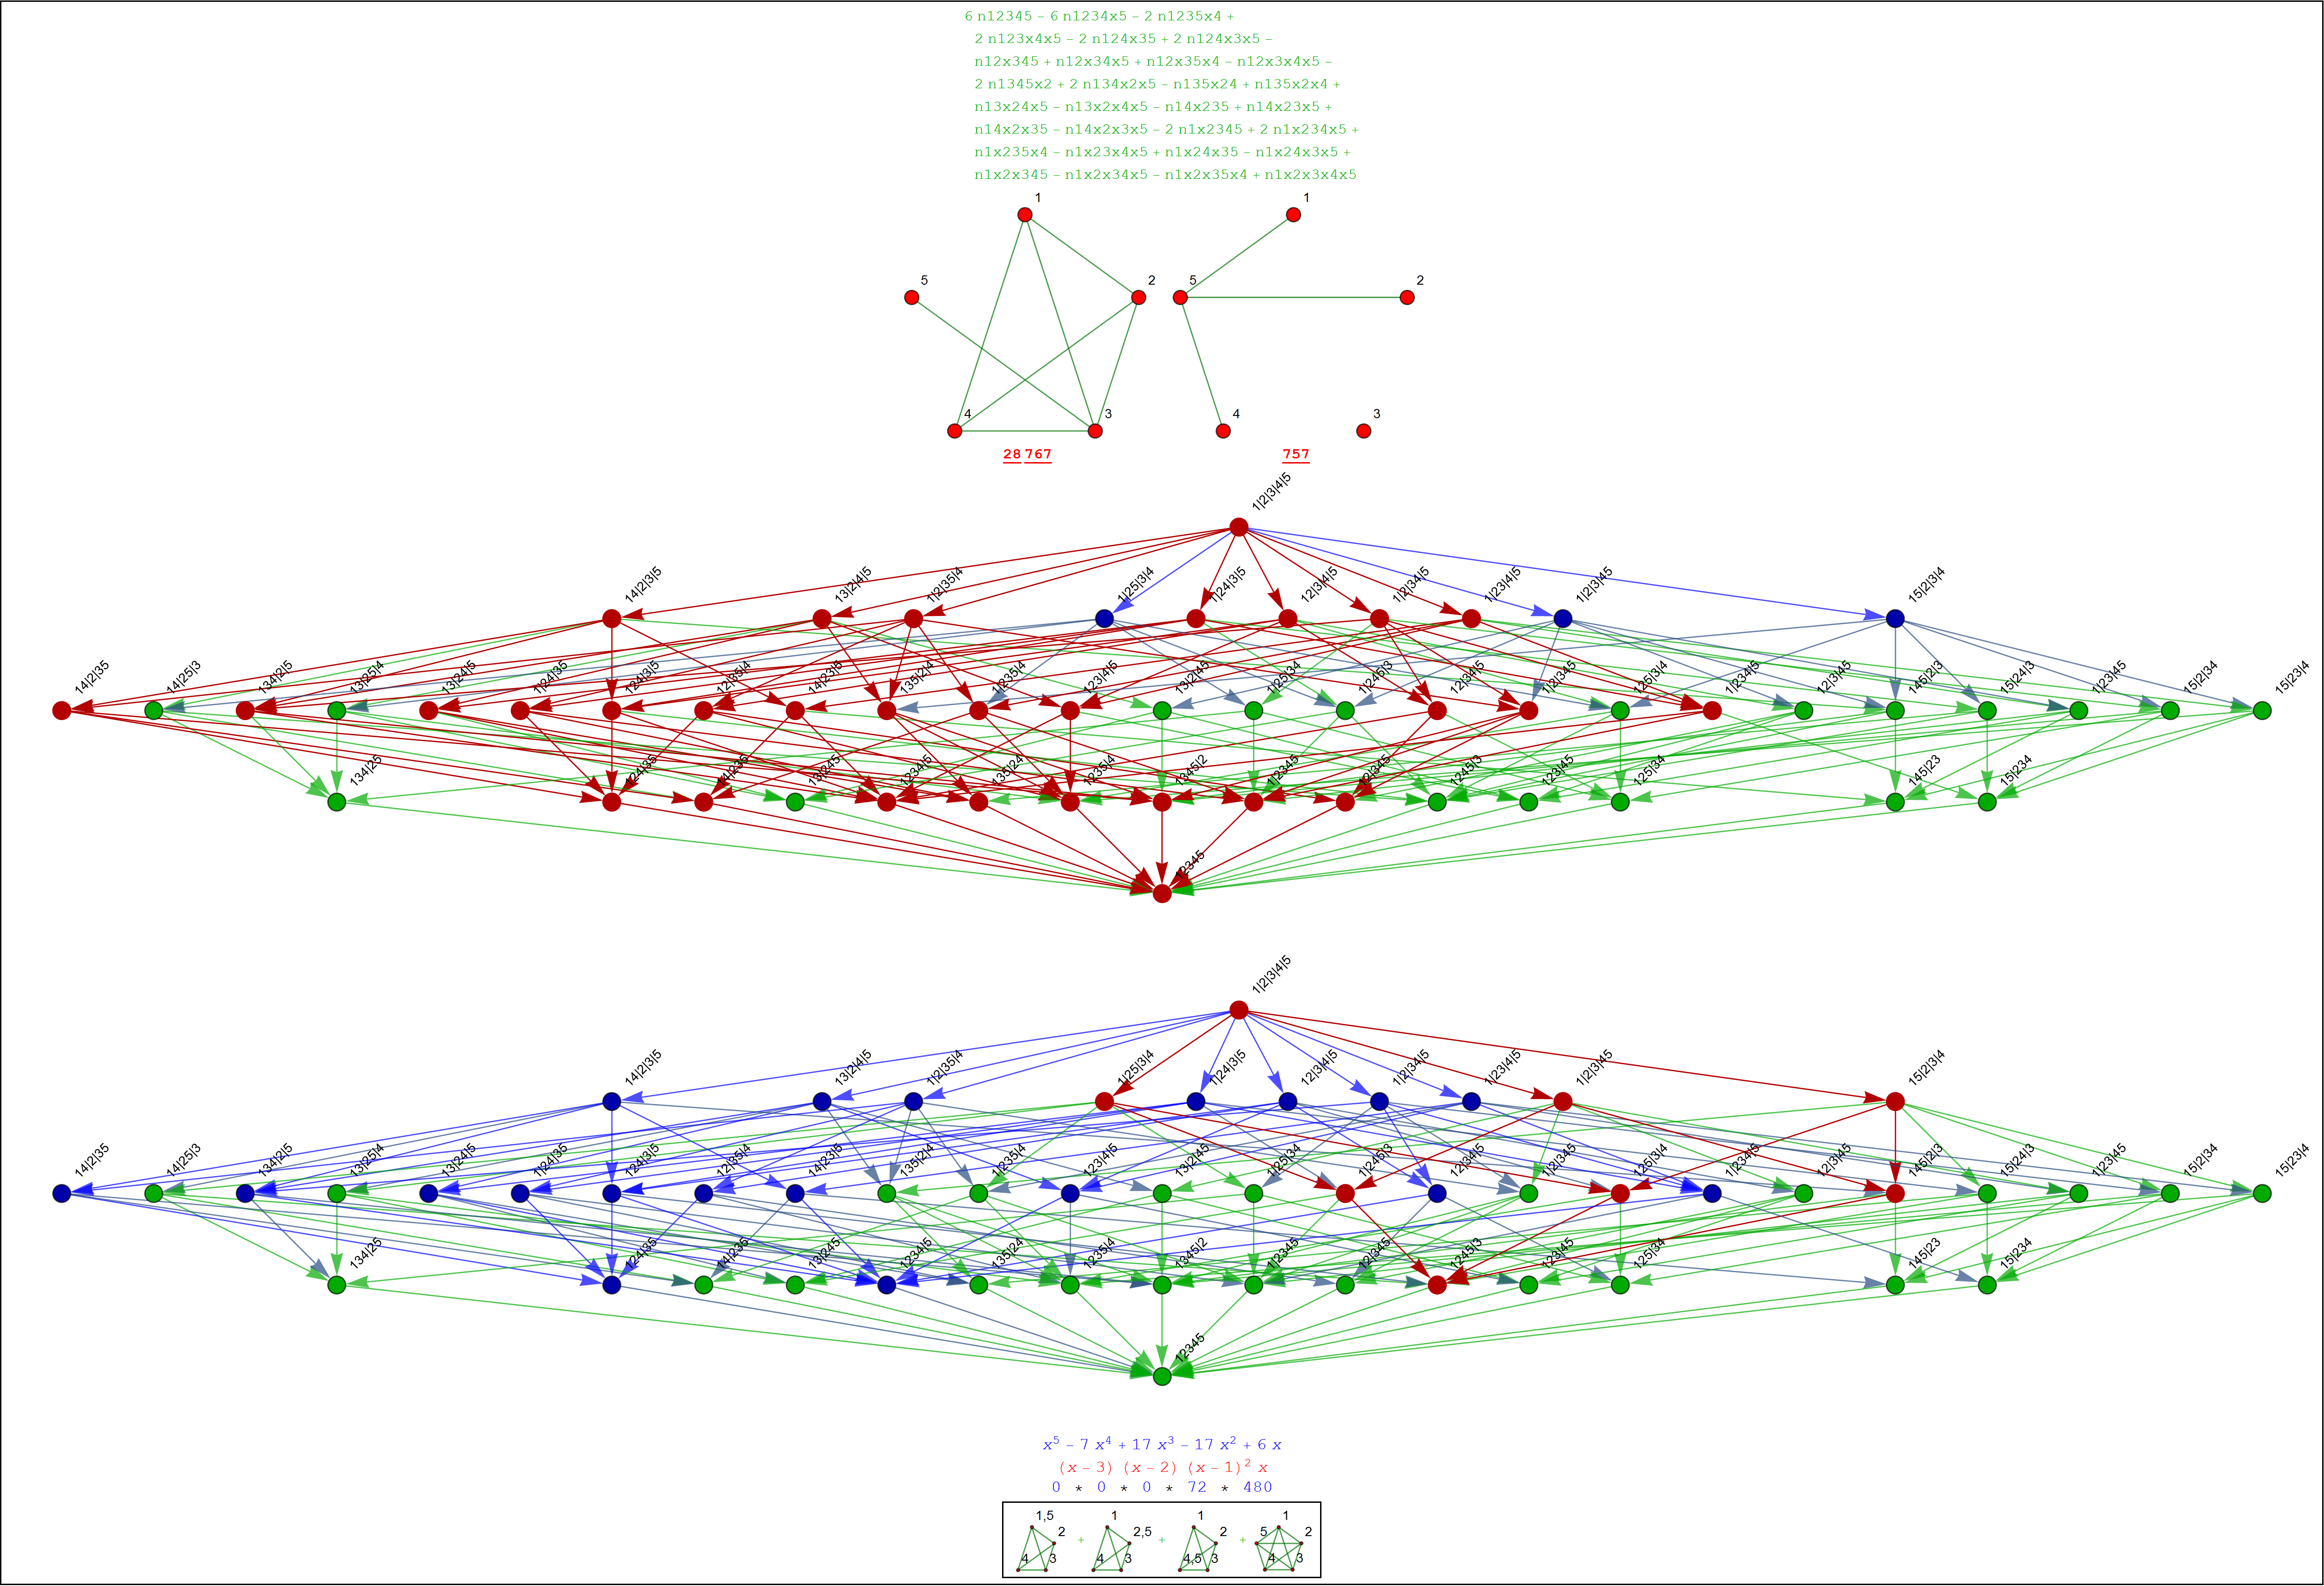 6 n12345 − 6 n1234x5 − 2 n1235x4 +
2 n123x4x5 − 2 n124x35 + 2 n124x3x5 −
n12x345 + n12x34x5 + n12x35x4 − n12x3x4x5 −
2 n1345x2 + 2 n134x2x5 − n135x24 + n135x2x4 +
n13x24x5 − n13x2x4x5 − n14x235 + n14x23x5 +
n14x2x35 − n14x2x3x5 − 2 n1x2345 + 2 n1x234x5 +
n1x235x4 − n1x23x4x5 + n1x24x35 − n1x24x3x5 +
n1x2x345 − n1x2x34x5 − n1x2x35x4 + n1x2x3x4x5
1
5
2
4
3
28 767
1
5
2
4
3
757
1|2|3|4|5
14|2|3|5 13|2|4|5 1|2|35|4 1|25|3|4 1|24|3|5 12|3|4|5 1|2|34|5 1|23|4|5 1|2|3|45 15|2|3|4
14|2|35 14|25|3 134|2|5 13|25|4 13|24|5 1|24|35 124|3|5 12|35|4 14|23|5 135|2|4 1|235|4 123|4|5 13|2|45 1|25|34 1|245|3 12|34|5 1|2|345 125|3|4 1|234|5 12|3|45 145|2|3 15|24|3 1|23|45 15|2|34 15|23|4
134|25 124|35 14|235 13|245 1234|5 135|24 1235|4 1345|2 1|2345 12|345 1245|3 123|45 125|34 145|23 15|234
12345
1|2|3|4|5
14|2|3|5 13|2|4|5 1|2|35|4 1|25|3|4 1|24|3|5 12|3|4|5 1|2|34|5 1|23|4|5 1|2|3|45 15|2|3|4
14|2|35 14|25|3 134|2|5 13|25|4 13|24|5 1|24|35 124|3|5 12|35|4 14|23|5 135|2|4 1|235|4 123|4|5 13|2|45 1|25|34 1|245|3 12|34|5 1|2|345 125|3|4 1|234|5 12|3|45 145|2|3 15|24|3 1|23|45 15|2|34 15|23|4
134|25 124|35 14|235 13|245 1234|5 135|24 1235|4 1345|2 1|2345 12|345 1245|3 123|45 125|34 145|23 15|234
12345
x⁵ − 7 x⁴ + 17 x³ − 17 x² + 6 x
(x − 3) (x − 2) (x − 1)² x
0 * 0 * 0 * 72 * 480
1,5 2 4 3 + 1 2,5 4 3 + 1 2 4,5 3 + 1 5 2 4 3